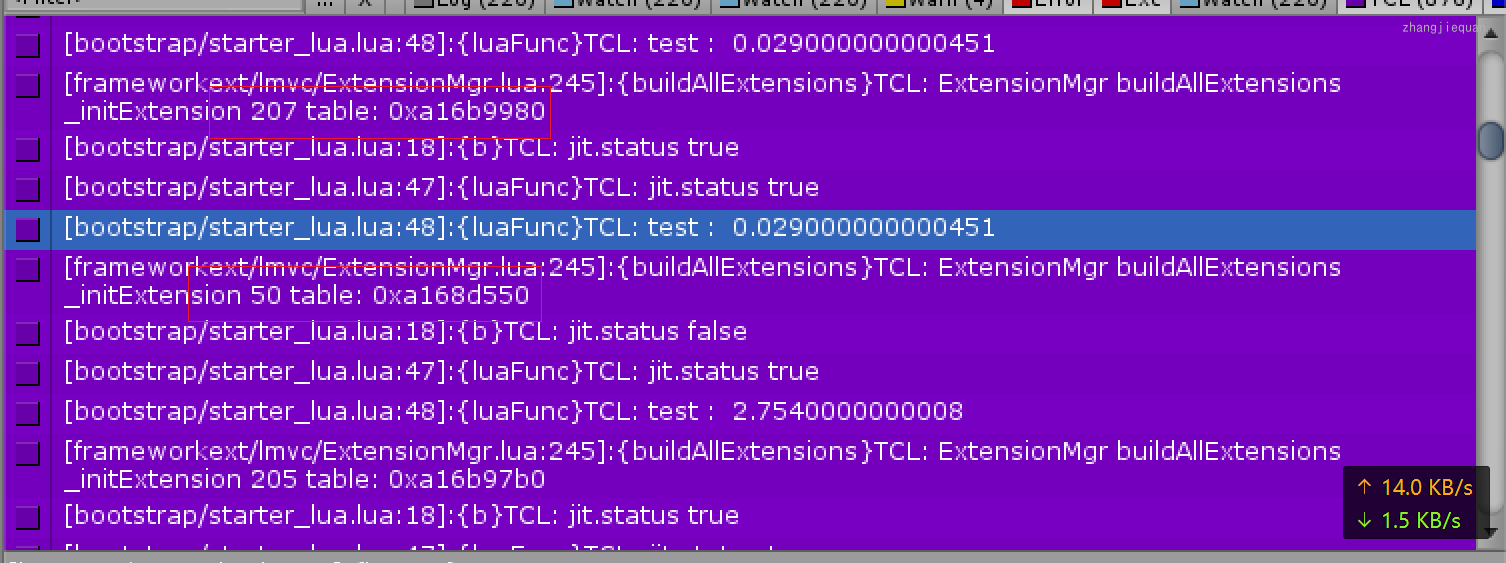 Log (226) Watch (226) Watch (226) Warn (4) Error Exc Watch (226)
zhangjiequa
[bootstrap/starter_lua.lua:48]:{luaFunc}TCL: test :  0.029000000000451
[frameworkext/lmvc/ExtensionMgr.lua:245]:{buildAllExtensions}TCL: ExtensionMgr buildAllExtensions
_initExtension 207 table: 0xa16b9980
[bootstrap/starter_lua.lua:18]:{b}TCL: jit.status true
[bootstrap/starter_lua.lua:47]:{luaFunc}TCL: jit.status true
[bootstrap/starter_lua.lua:48]:{luaFunc}TCL: test :  0.029000000000451
[frameworkext/lmvc/ExtensionMgr.lua:245]:{buildAllExtensions}TCL: ExtensionMgr buildAllExtensions
_initExtension 50 table: 0xa168d550
[bootstrap/starter_lua.lua:18]:{b}TCL: jit.status false
[bootstrap/starter_lua.lua:47]:{luaFunc}TCL: jit.status true
[bootstrap/starter_lua.lua:48]:{luaFunc}TCL: test :  2.7540000000008
[frameworkext/lmvc/ExtensionMgr.lua:245]:{buildAllExtensions}TCL: ExtensionMgr buildAllExtensions
_initExtension 205 table: 0xa16b97b0
↑ 14.0 KB/s
[bootstrap/starter_lua.lua:18]:{b}TCL: jit.status true
↓ 1.5 KB/s